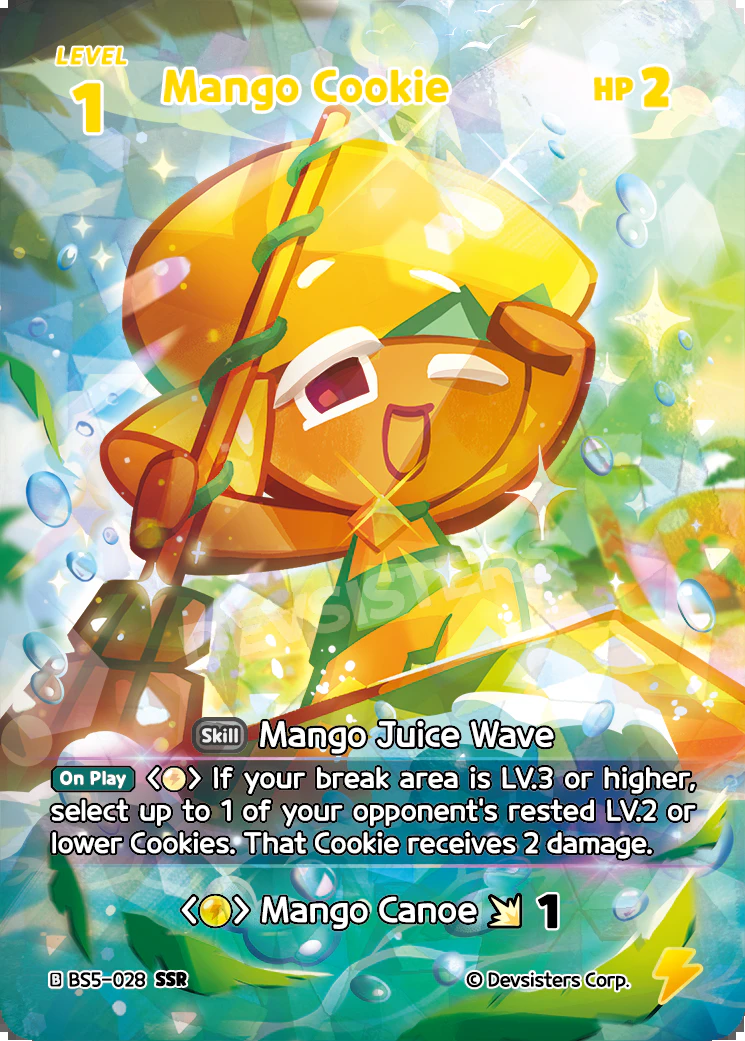 LEVEL
1
Mango Cookie
HP 2
DEVSISTERS
Skill Mango Juice Wave
On Play < > If your break area is LV.3 or higher,
select up to 1 of your opponent's rested LV.2 or
lower Cookies. That Cookie receives 2 damage.
< > Mango Canoe 1
B BS5-028 SSR
© Devsisters Corp.